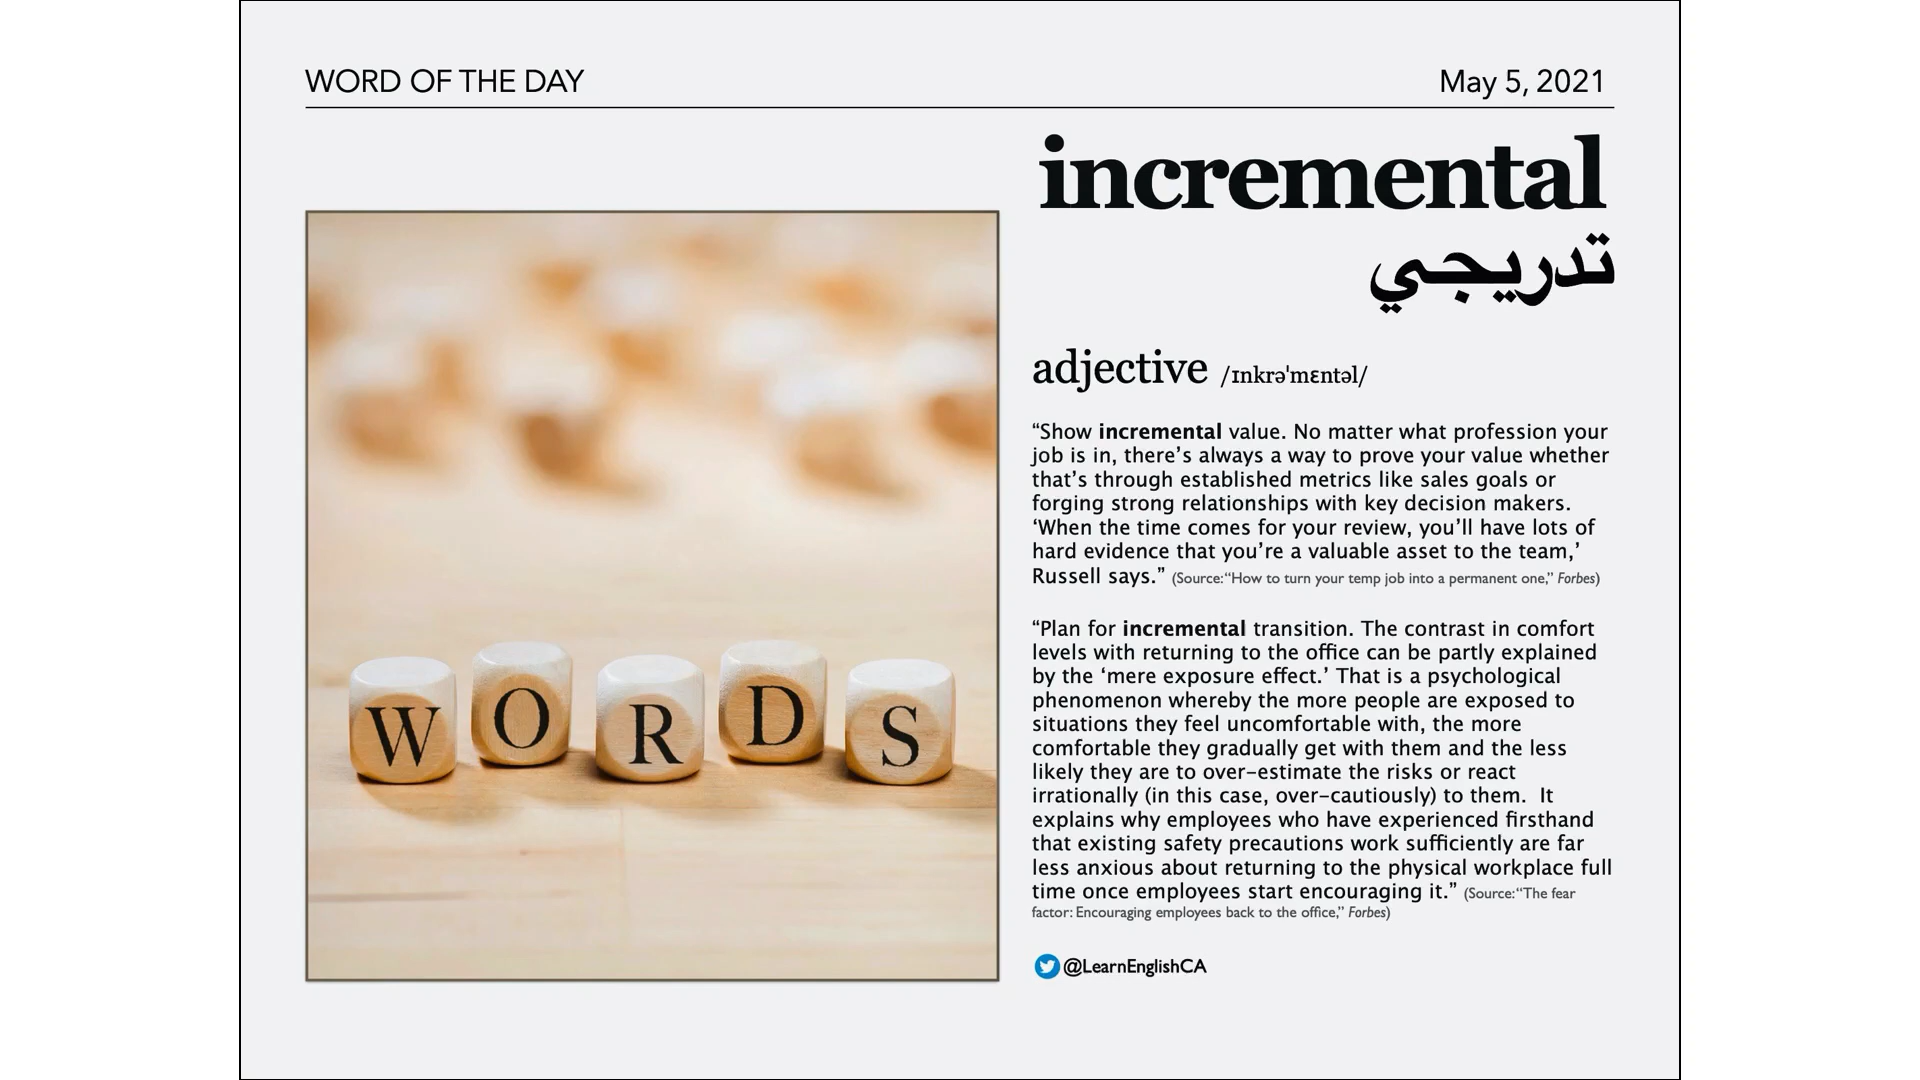 WORD OF THE DAY
May 5, 2021
incremental
تدريجي
adjective /ɪnkrəˈmɛntəl/
“Show incremental value. No matter what profession your
job is in, there’s always a way to prove your value whether
that’s through established metrics like sales goals or
forging strong relationships with key decision makers.
‘When the time comes for your review, you’ll have lots of
hard evidence that you’re a valuable asset to the team,’
Russell says.” (Source:“How to turn your temp job into a permanent one,” Forbes)
“Plan for incremental transition. The contrast in comfort
levels with returning to the office can be partly explained
by the ‘mere exposure effect.’ That is a psychological
phenomenon whereby the more people are exposed to
situations they feel uncomfortable with, the more
comfortable they gradually get with them and the less
likely they are to over-estimate the risks or react
irrationally (in this case, over-cautiously) to them.  It
explains why employees who have experienced firsthand
that existing safety precautions work sufficiently are far
less anxious about returning to the physical workplace full
time once employees start encouraging it.” (Source:“The fear
factor: Encouraging employees back to the office,” Forbes)
@LearnEnglishCA
WORDS